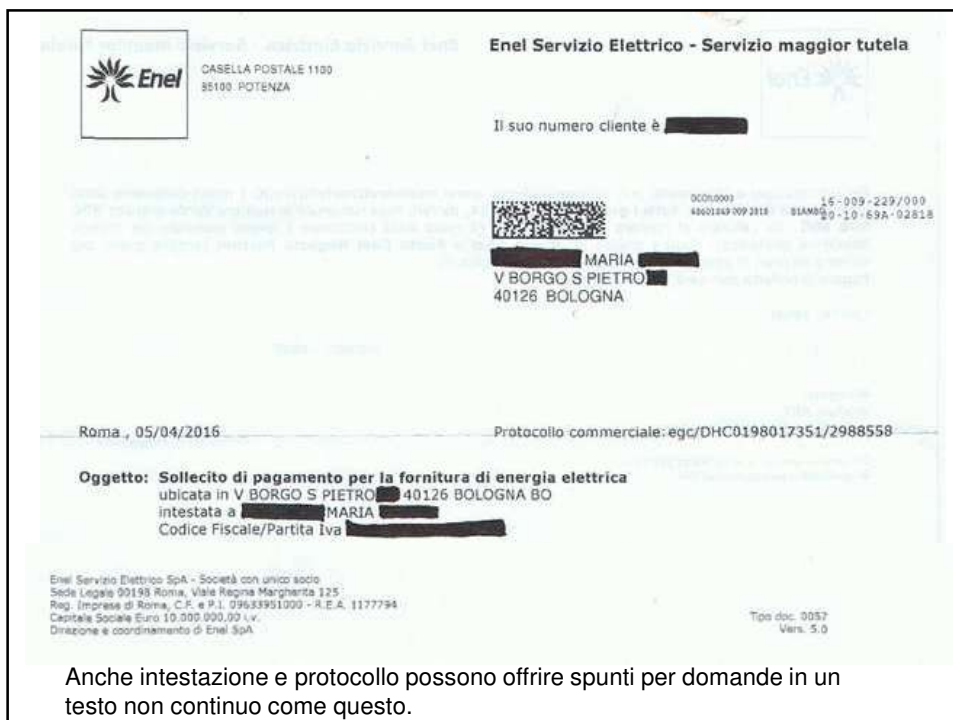 Enel Servizio Elettrico - Servizio maggior tutela
Enel
CASELLA POSTALE 1100
85100 POTENZA
Il suo numero cliente è
16-009-229/000
20-10-69A-02818
MARIA
V BORGO S PIETRO
40126 BOLOGNA
Roma , 05/04/2016
Protocollo commerciale: egc/DHC0198017351/2988558
Oggetto: Sollecito di pagamento per la fornitura di energia elettrica
ubicata in V BORGO S PIETRO 40126 BOLOGNA BO
intestata a MARIA
Codice Fiscale/Partita Iva
Enel Servizio Elettrico SpA - Società con unico socio
Sede Legale 00198 Roma, Viale Regina Margherita 125
Reg. Imprese di Roma, C.F. e P.I. 09633951000 - R.E.A. 1177794
Capitale Sociale Euro 10.000.000,00 i.v.
Direzione e coordinamento di Enel SpA
Tipo doc. 0052
Vers. 5.0
Anche intestazione e protocollo possono offrire spunti per domande in un
testo non continuo come questo.